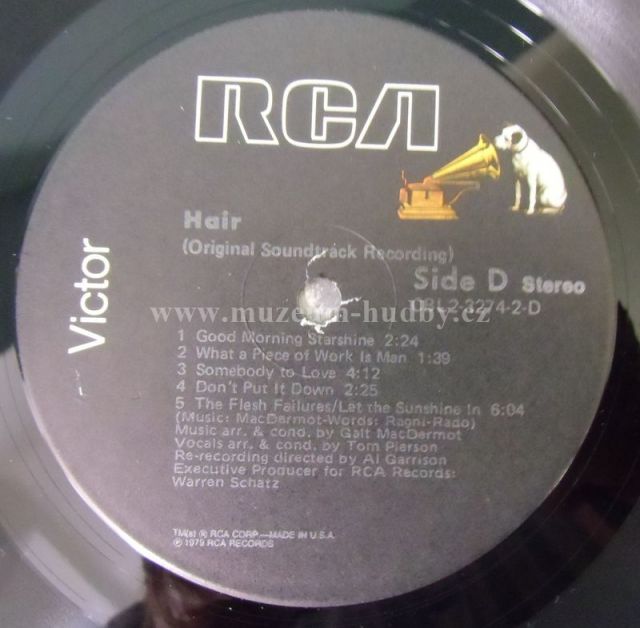 RCA
Victor
Hair
(Original Soundtrack Recording)
Side D Stereo
CBL2-3274-2-D
www.muzeum-hudby.cz
1 Good Morning Starshine 2:24
2 What a Piece of Work Is Man 1:39
3 Somebody to Love 4:12
4 Don't Put It Down 2:25
5 The Flesh Failures/Let the Sunshine In 6:04
(Music: MacDermot-Words: Ragni-Rado)
Music arr. & cond. by Galt MacDermot
Vocals arr. & cond. by Tom Pierson
Re-recording directed by Al Garrison
Executive Producer for RCA Records:
Warren Schatz
TM(s) ® RCA CORP.—MADE IN U.S.A.
℗ 1979 RCA RECORDS